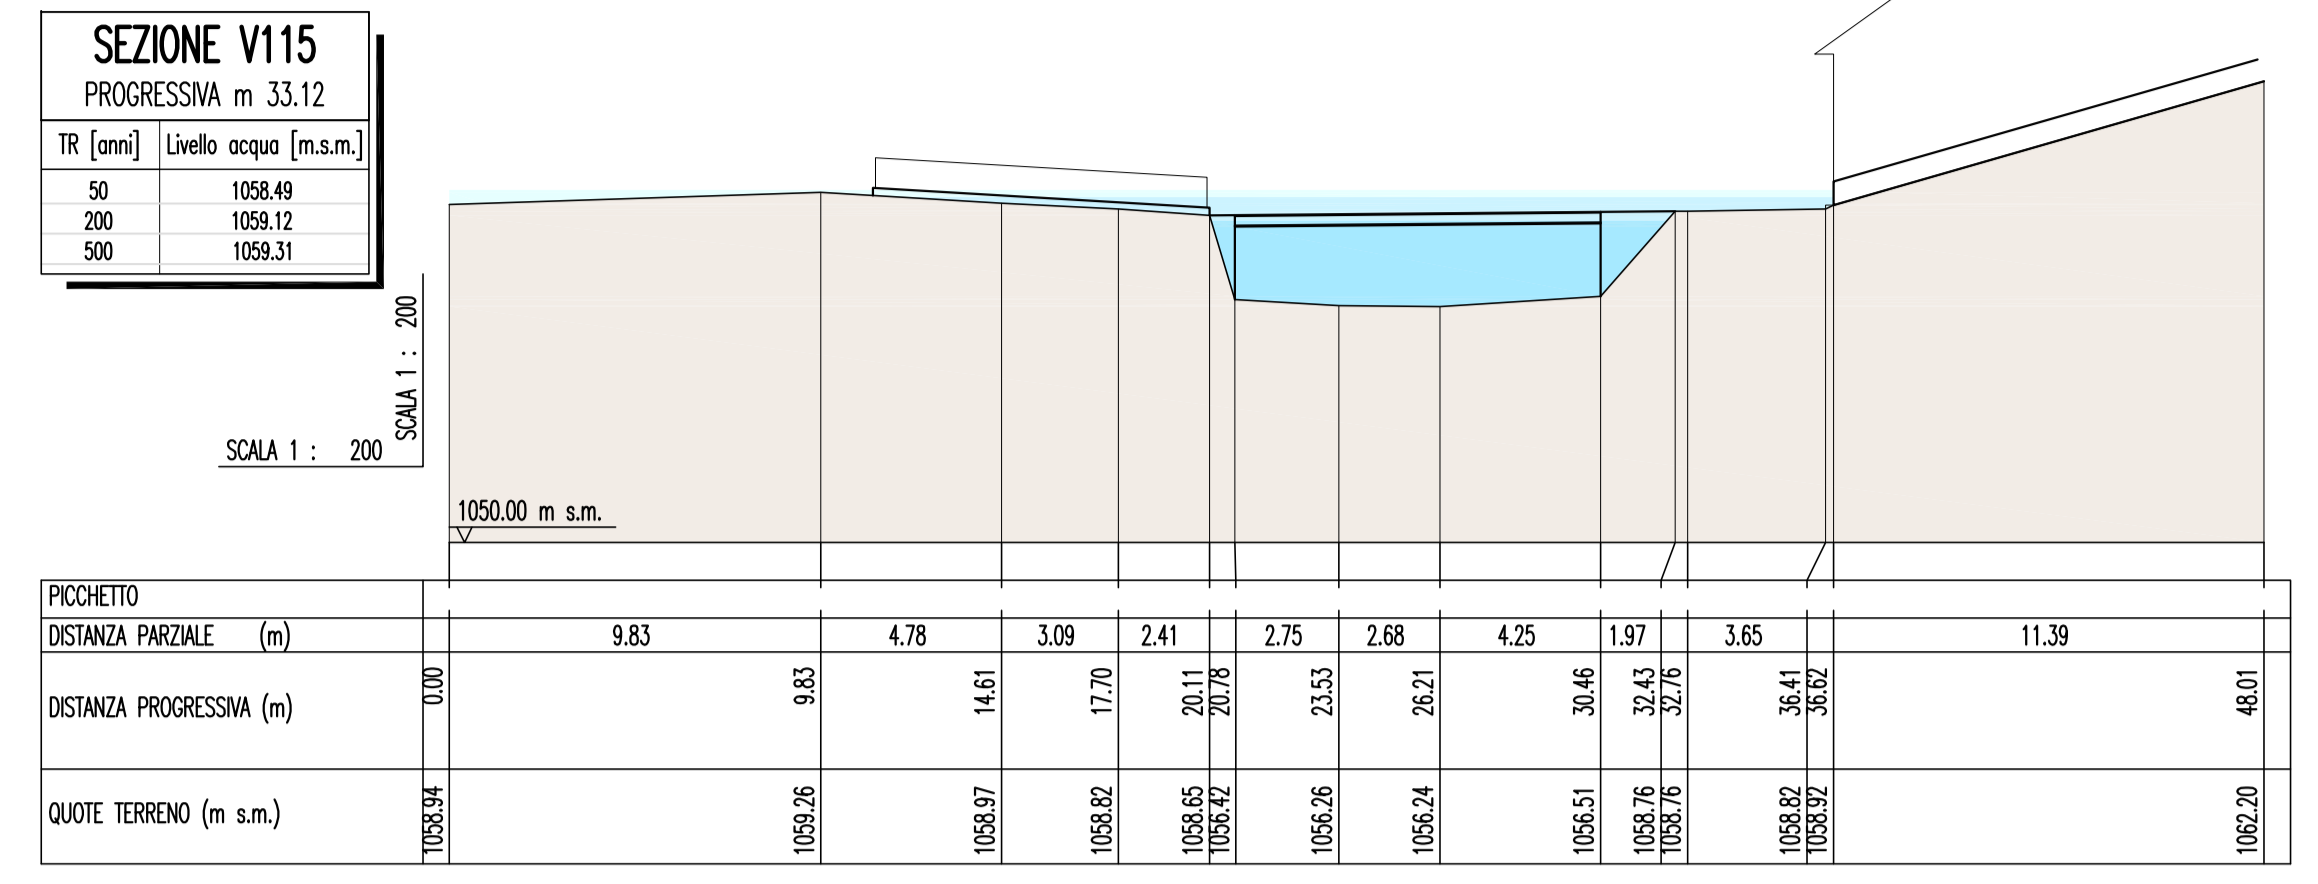 SEZIONE V115
PROGRESSIVA m 33.12
TR [anni] Livello acqua [m.s.m.]
50 1058.49
200 1059.12
500 1059.31
SCALA 1 : 200
SCALA 1 : 200
1050.00 m s.m.
PICCHETTO
DISTANZA PARZIALE (m) 9.83 4.78 3.09 2.41 2.75 2.68 4.25 1.97 3.65 11.39
DISTANZA PROGRESSIVA (m) 0.00 9.83 14.61 17.70 20.11 20.78 23.53 26.21 30.46 32.43 32.76 36.41 36.62 48.01
QUOTE TERRENO (m s.m.) 1058.94 1059.26 1058.97 1058.82 1058.65 1056.42 1056.26 1056.24 1056.51 1058.76 1058.76 1058.82 1058.92 1062.20